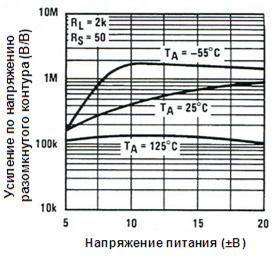 Усиление по напряжению
разомкнутого контура (В/В)
10M
1M
100k
10k
R_L = 2k
R_S = 50
T_A = −55°C
T_A = 25°C
T_A = 125°C
5 10 15 20
Напряжение питания (±В)